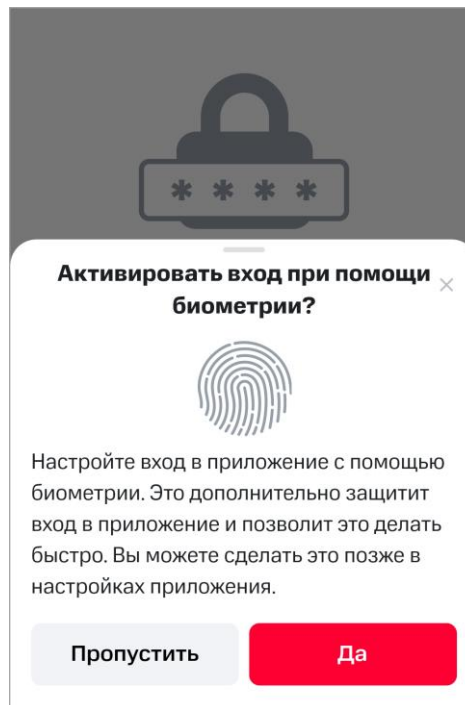 * * * *
Активировать вход при помощи
биометрии?
Настройте вход в приложение с помощью
биометрии. Это дополнительно защитит
вход в приложение и позволит это делать
быстро. Вы можете сделать это позже в
настройках приложения.
Пропустить
Да